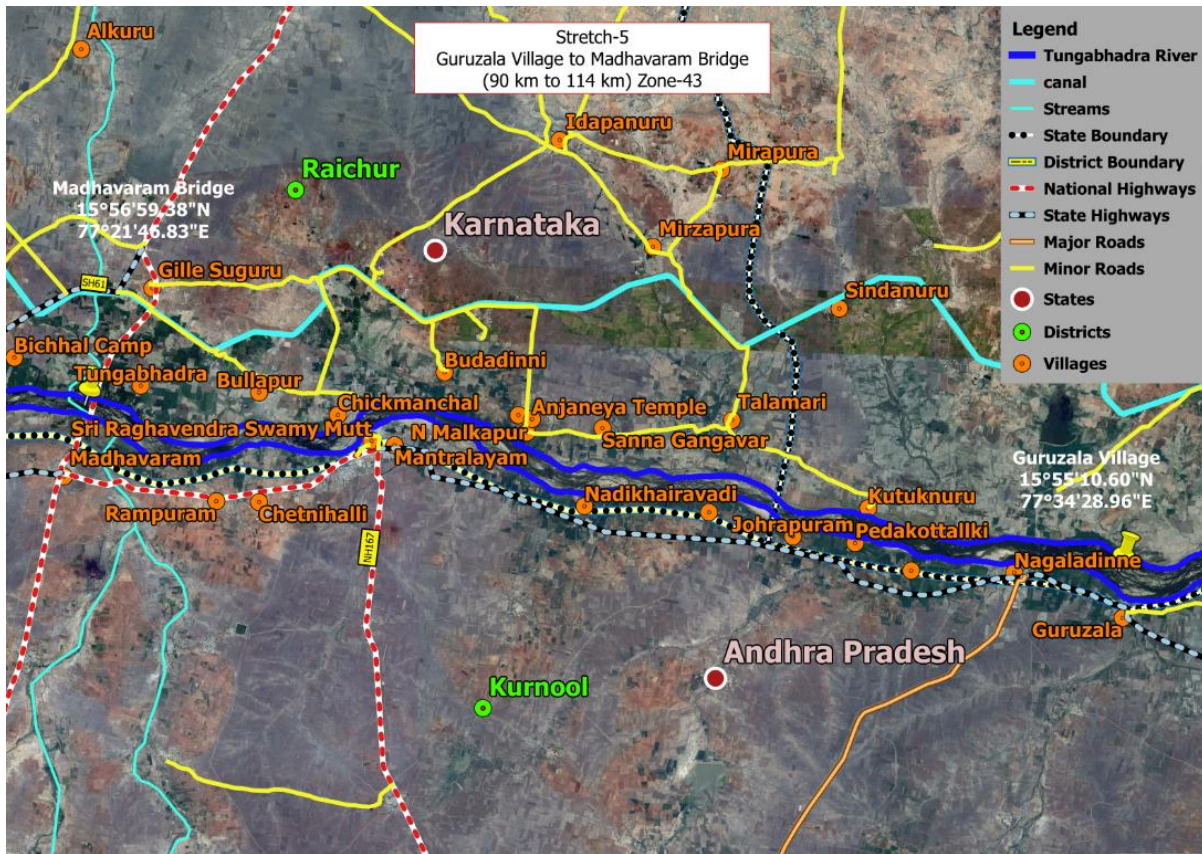 Stretch-5
Guruzala Village to Madhavaram Bridge
(90 km to 114 km) Zone-43
Legend
Tungabhadra River
canal
Streams
State Boundary
District Boundary
National Highways
State Highways
Major Roads
Minor Roads
States
Districts
Villages
Alkuru
Idapanuru
Mirapura
Raichur
Madhavaram Bridge
15°56'59.38"N
77°21'46.83"E
Karnataka
Mirzapura
Gille Suguru
SH61
Sindanuru
Bichhal Camp
Tungabhadra
Bullapur
Budadinni
Chickmanchal
Anjaneya Temple
Talamari
Sri Raghavendra Swamy Mutt
N Malkapur
Sanna Gangavar
Madhavaram
Mantralayam
Guruzala Village
15°55'10.60"N
77°34'28.96"E
Rampuram
Chetnihalli
Nadikhairavadi
Kutuknuru
Johrapuram
Pedakottallki
NH167
Nagaladinne
Guruzala
Andhra Pradesh
Kurnool